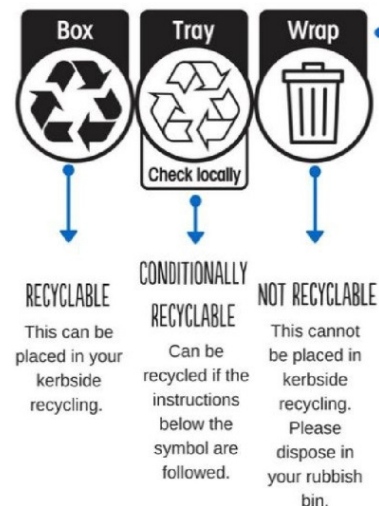 Box
Tray
Wrap
Check locally
RECYCLABLE
This can be
placed in your
kerbside
recycling.
CONDITIONALLY
RECYCLABLE
Can be
recycled if the
instructions
below the
symbol are
followed.
NOT RECYCLABLE
This cannot
be placed in
kerbside
recycling.
Please
dispose in
your rubbish
bin.